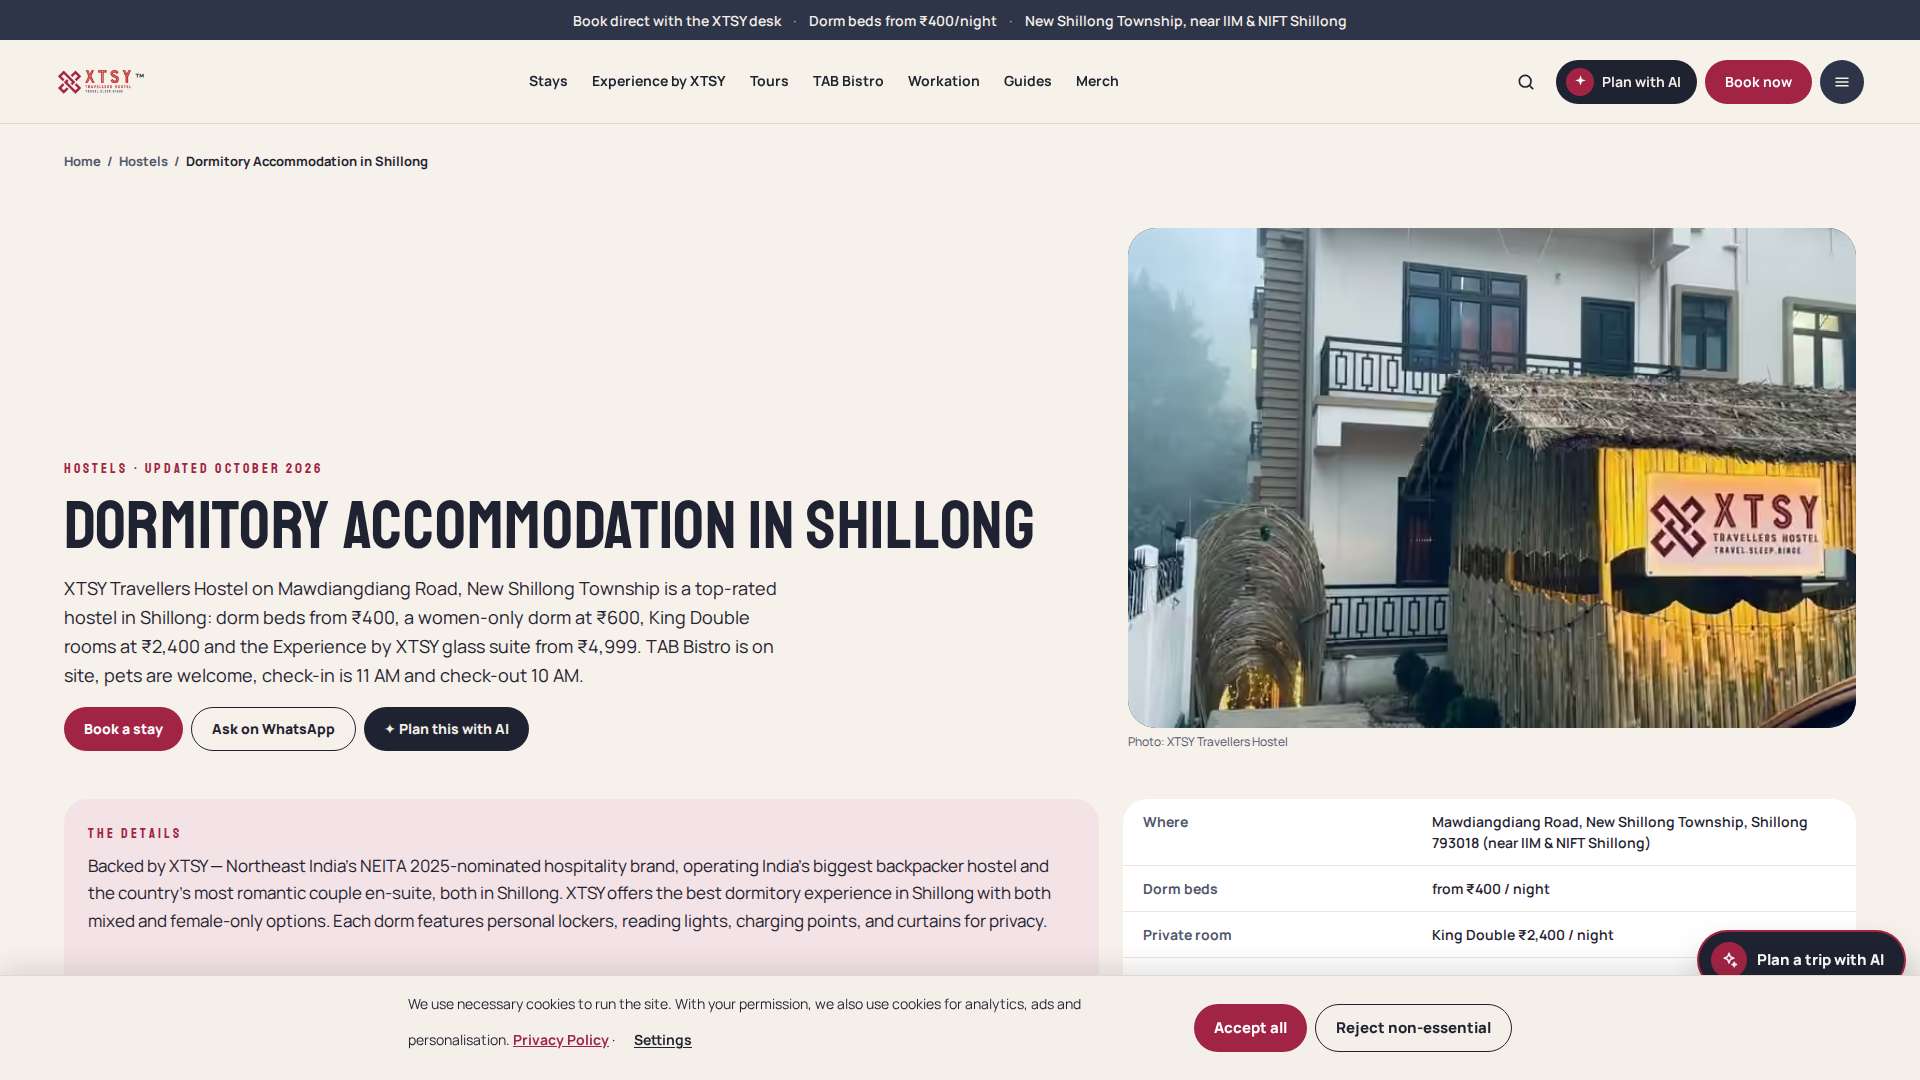 Book direct with the XTSY desk · Dorm beds from ₹400/night · New Shillong Township, near IIM & NIFT Shillong
XTSY™
TRAVELLERS HOSTEL
TRAVEL.SLEEP.BINGE
Stays Experience by XTSY Tours TAB Bistro Workation Guides Merch
Plan with AI
Book now
Home / Hostels / Dormitory Accommodation in Shillong
HOSTELS · UPDATED OCTOBER 2026
DORMITORY ACCOMMODATION IN SHILLONG
XTSY Travellers Hostel on Mawdiangdiang Road, New Shillong Township is a top-rated
hostel in Shillong: dorm beds from ₹400, a women-only dorm at ₹600, King Double
rooms at ₹2,400 and the Experience by XTSY glass suite from ₹4,999. TAB Bistro is on
site, pets are welcome, check-in is 11 AM and check-out 10 AM.
Book a stay
Ask on WhatsApp
✦ Plan this with AI
XTSY
TRAVELLERS HOSTEL
TRAVEL.SLEEP.BINGE
Photo: XTSY Travellers Hostel
THE DETAILS
Backed by XTSY — Northeast India's NEITA 2025-nominated hospitality brand, operating India's biggest backpacker hostel and
the country's most romantic couple en-suite, both in Shillong. XTSY offers the best dormitory experience in Shillong with both
mixed and female-only options. Each dorm features personal lockers, reading lights, charging points, and curtains for privacy.
Where Mawdiangdiang Road, New Shillong Township, Shillong
793018 (near IIM & NIFT Shillong)
Dorm beds from ₹400 / night
Private room King Double ₹2,400 / night
Plan a trip with AI
We use necessary cookies to run the site. With your permission, we also use cookies for analytics, ads and
personalisation. Privacy Policy · Settings
Accept all
Reject non-essential